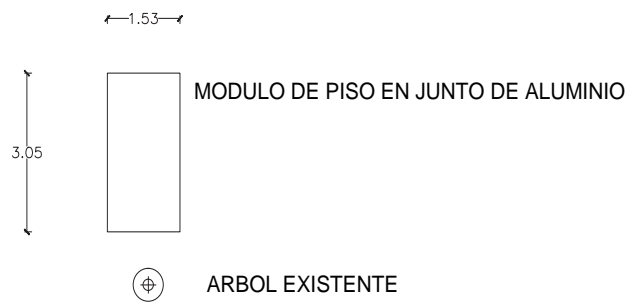 1.53
MODULO DE PISO EN JUNTO DE ALUMINIO
3.05
ARBOL EXISTENTE